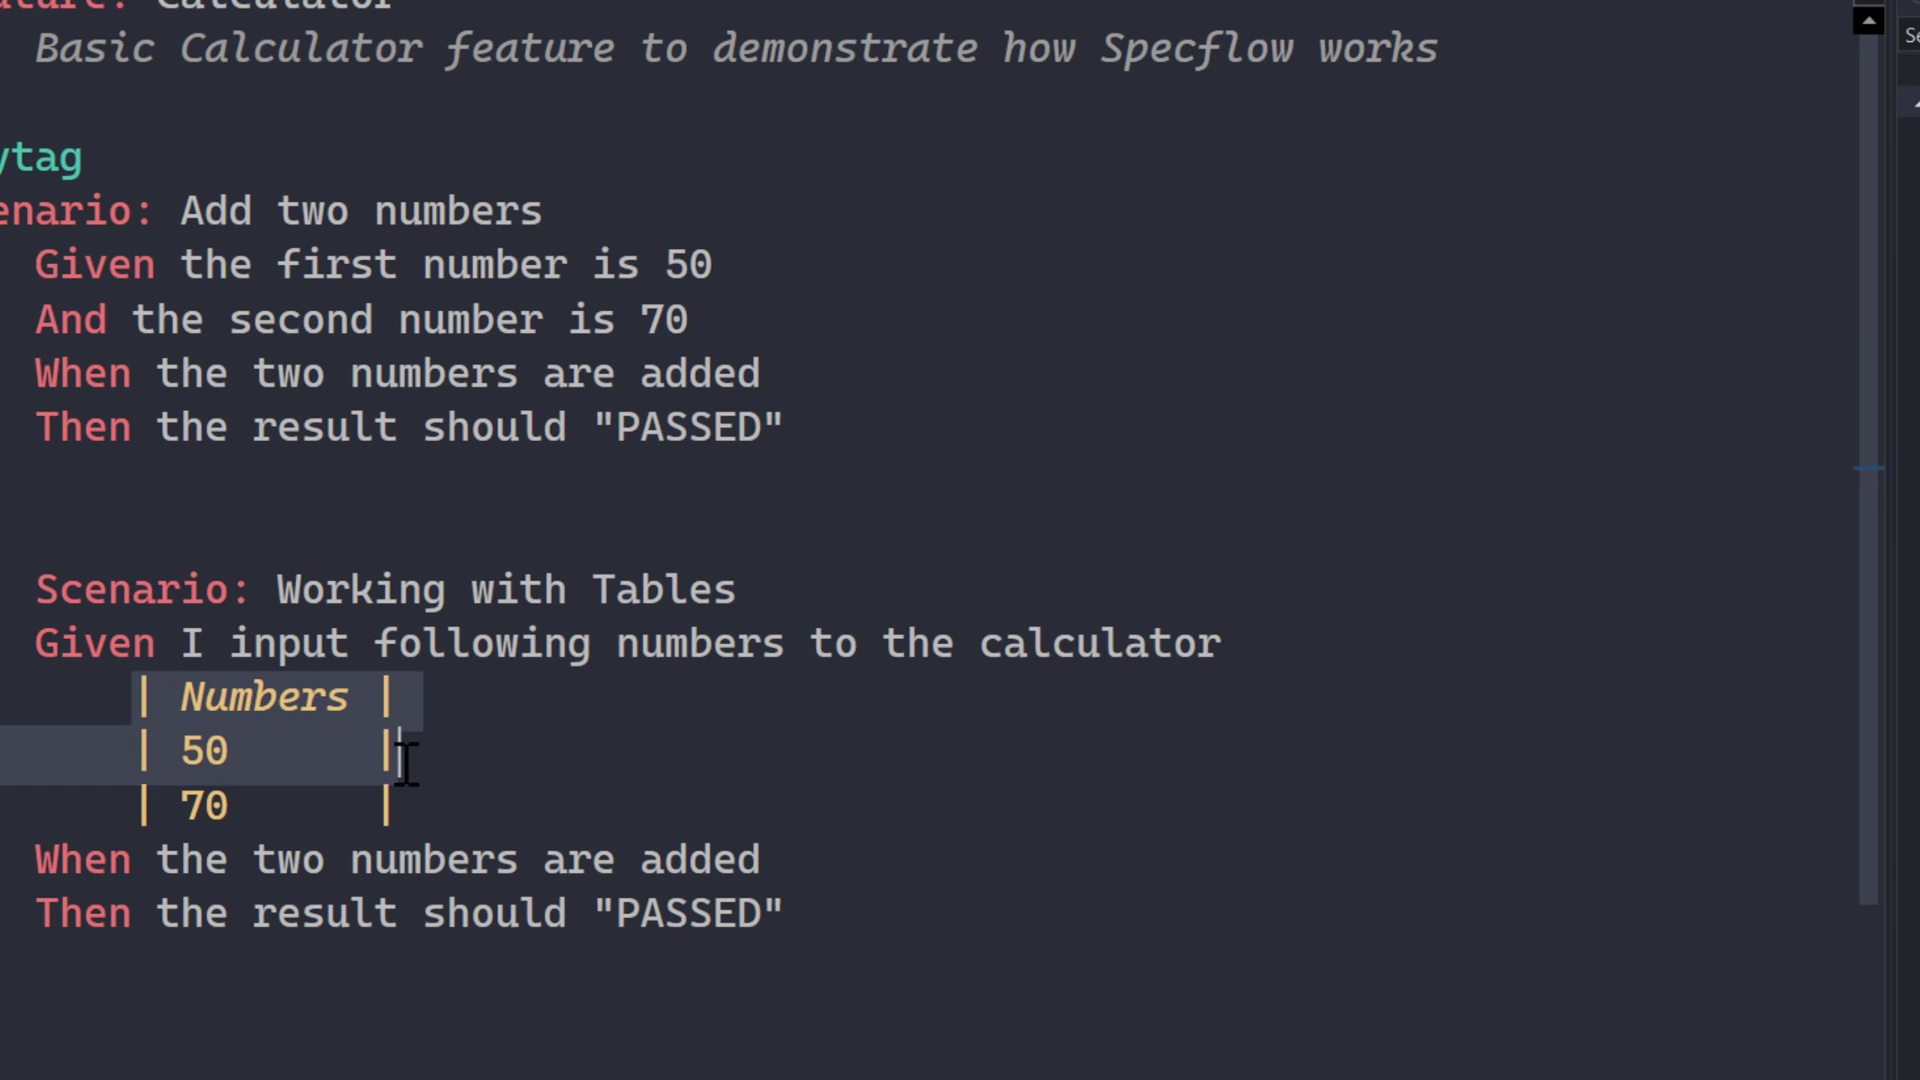 Calculator
Basic Calculator feature to demonstrate how Specflow works
ytag
enario: Add two numbers
Given the first number is 50
And the second number is 70
When the two numbers are added
Then the result should "PASSED"
Scenario: Working with Tables
Given I input following numbers to the calculator
| Numbers |
| 50 |
| 70 |
When the two numbers are added
Then the result should "PASSED"